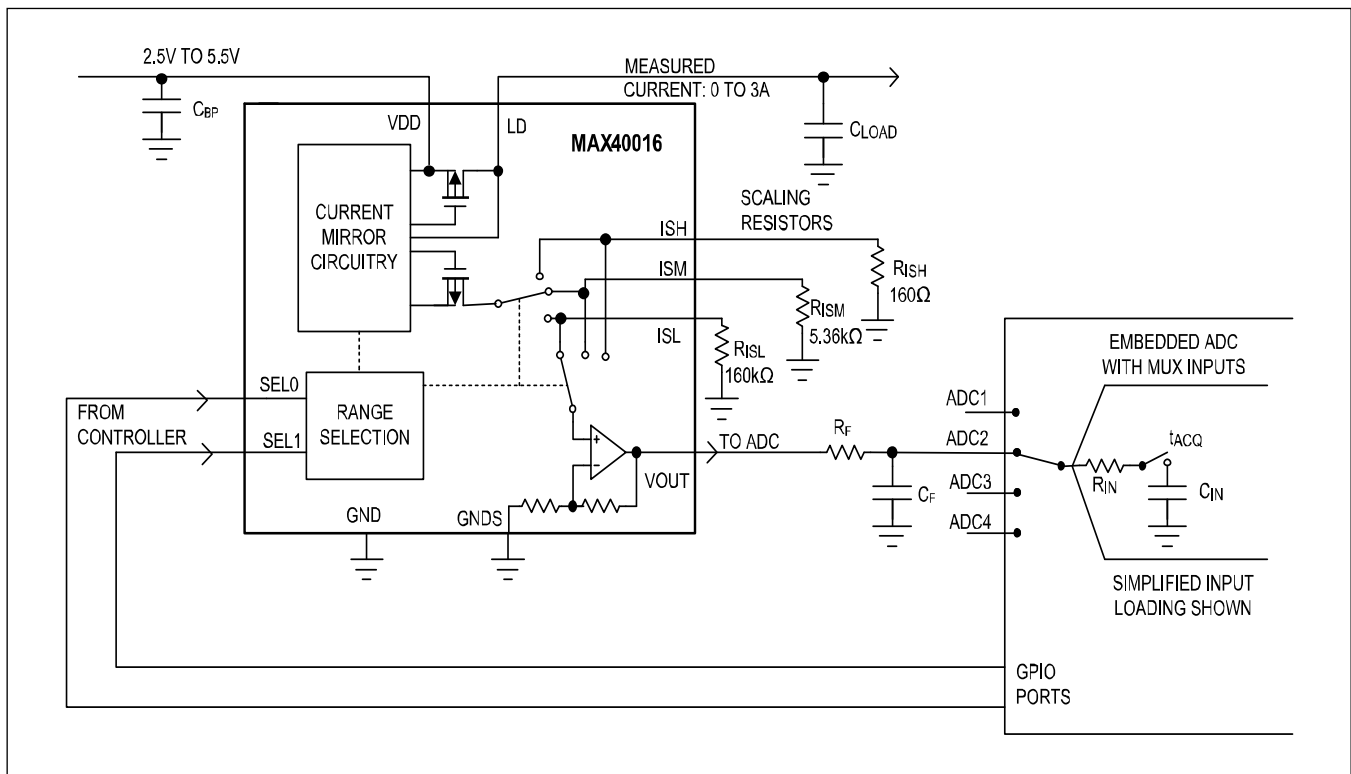 2.5V TO 5.5V
MEASURED
CURRENT: 0 TO 3A
CBP
VDD
LD
CLOAD
MAX40016
CURRENT
MIRROR
CIRCUITRY
SCALING
RESISTORS
ISH
RISH
160Ω
ISM
RISM
5.36kΩ
ISL
RISL
160kΩ
EMBEDDED ADC
WITH MUX INPUTS
SEL0
FROM
CONTROLLER
SEL1
RANGE
SELECTION
ADC1
TO ADC
RF
ADC2
tACQ
RIN
CIN
VOUT
CF
ADC3
ADC4
GND
GNDS
SIMPLIFIED INPUT
LOADING SHOWN
GPIO
PORTS
+
−